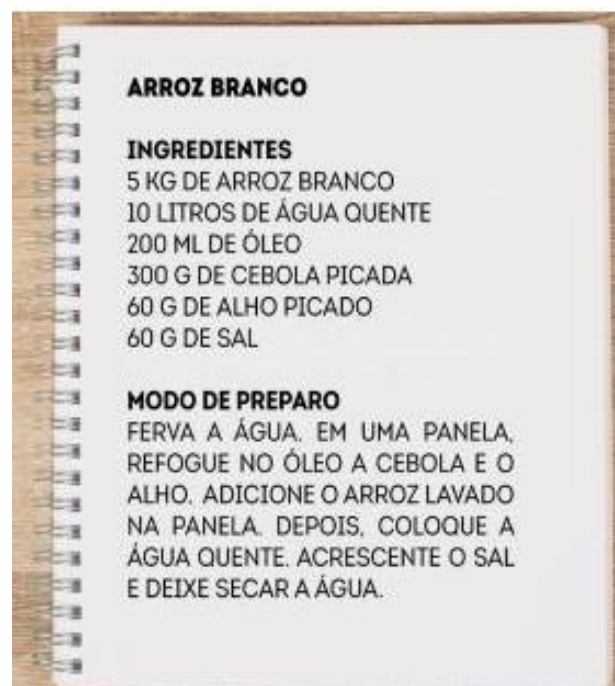 ARROZ BRANCO
INGREDIENTES
5 KG DE ARROZ BRANCO
10 LITROS DE ÁGUA QUENTE
200 ML DE ÓLEO
300 G DE CEBOLA PICADA
60 G DE ALHO PICADO
60 G DE SAL
MODO DE PREPARO
FERVA A ÁGUA. EM UMA PANELA,
REFOGUE NO ÓLEO A CEBOLA E O
ALHO. ADICIONE O ARROZ LAVADO
NA PANELA. DEPOIS, COLOQUE A
ÁGUA QUENTE. ACRESCENTE O SAL
E DEIXE SECAR A ÁGUA.